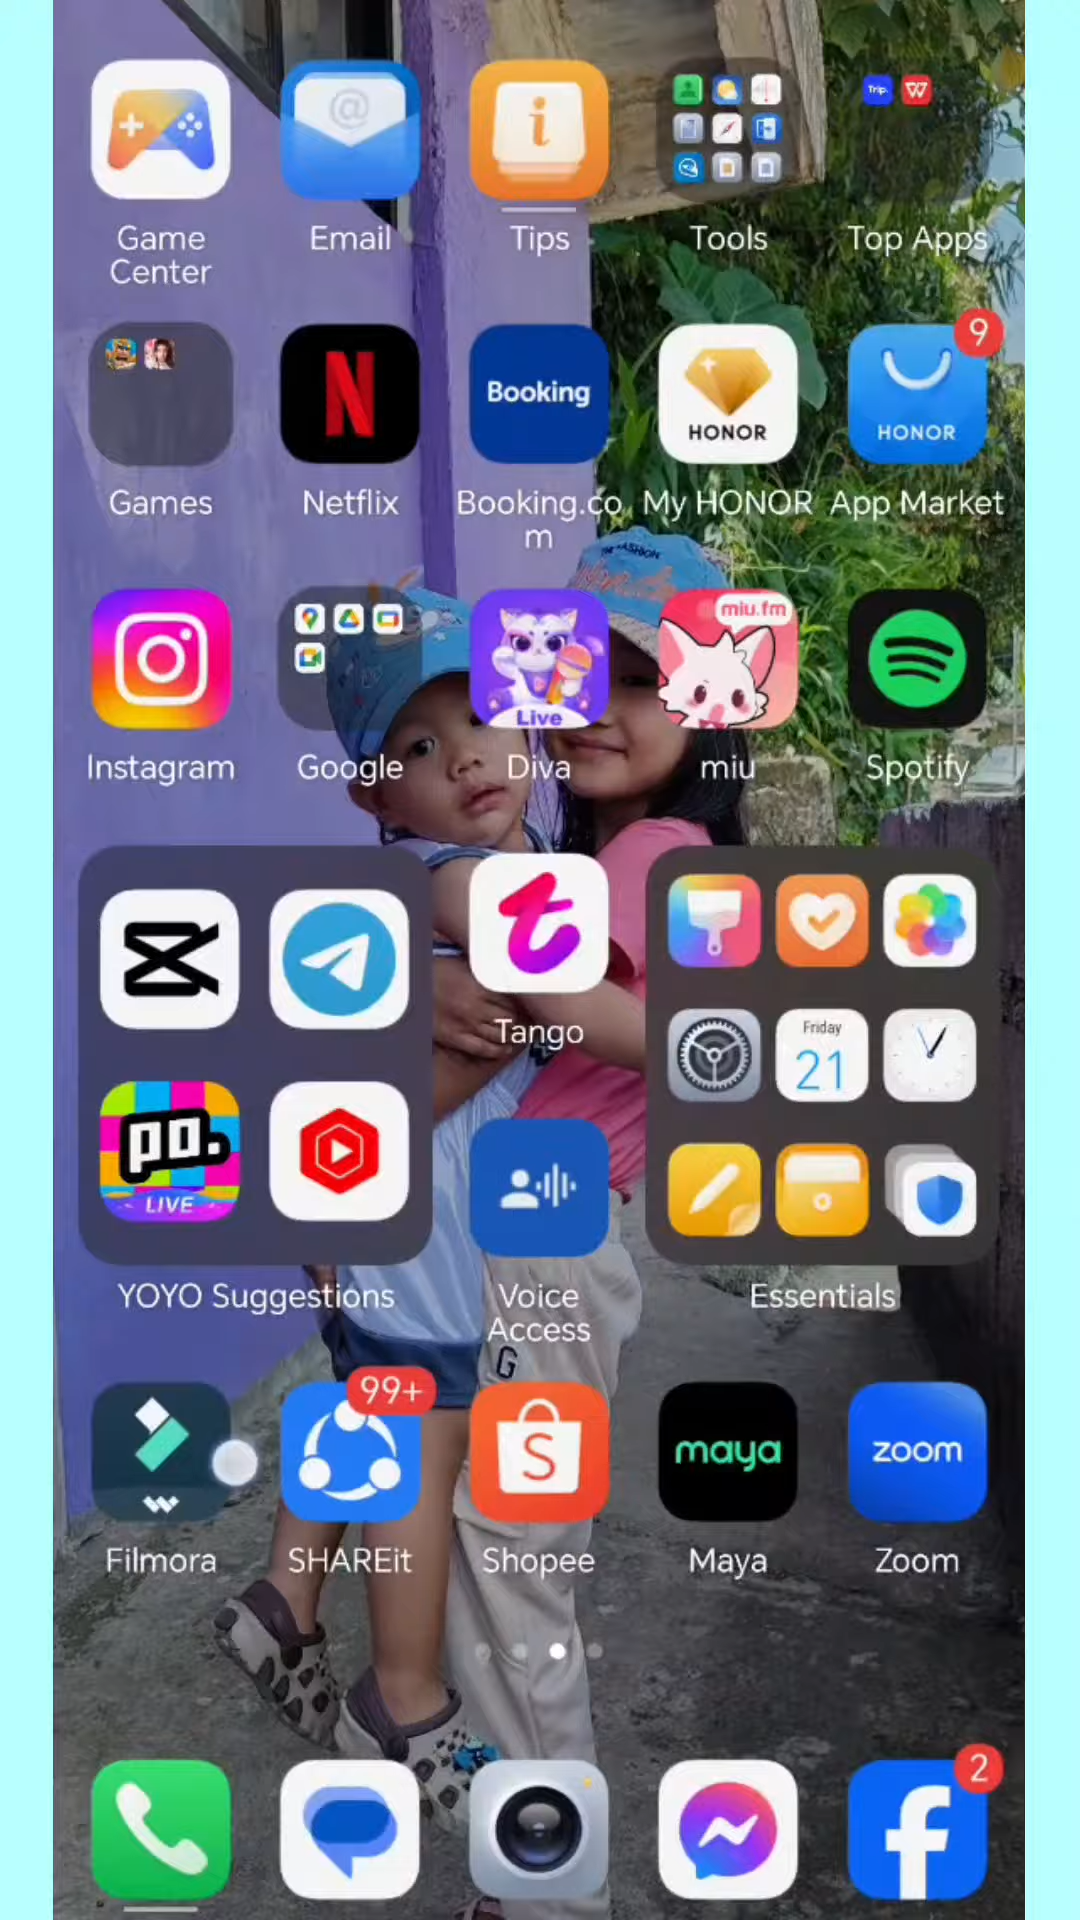 Trip.
W
Game
Center
Email
Tips
Tools
Top Apps
9
N
Booking
HONOR
HONOR
Games
Netflix
Booking.co
m
My HONOR
App Market
miu.fm
Live
Instagram
Google
Diva
miu
Spotify
Friday
21
po.
LIVE
Tango
YOYO Suggestions
Voice
Access
Essentials
G
99+
S
maya
zoom
Filmora
SHAREit
Shopee
Maya
Zoom
2
f